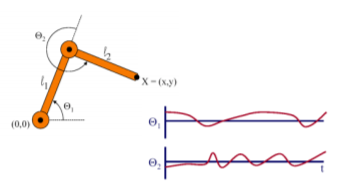 Θ₂
l₂
l₁
X = (x,y)
Θ₁
(0,0)
Θ₁
Θ₂
t